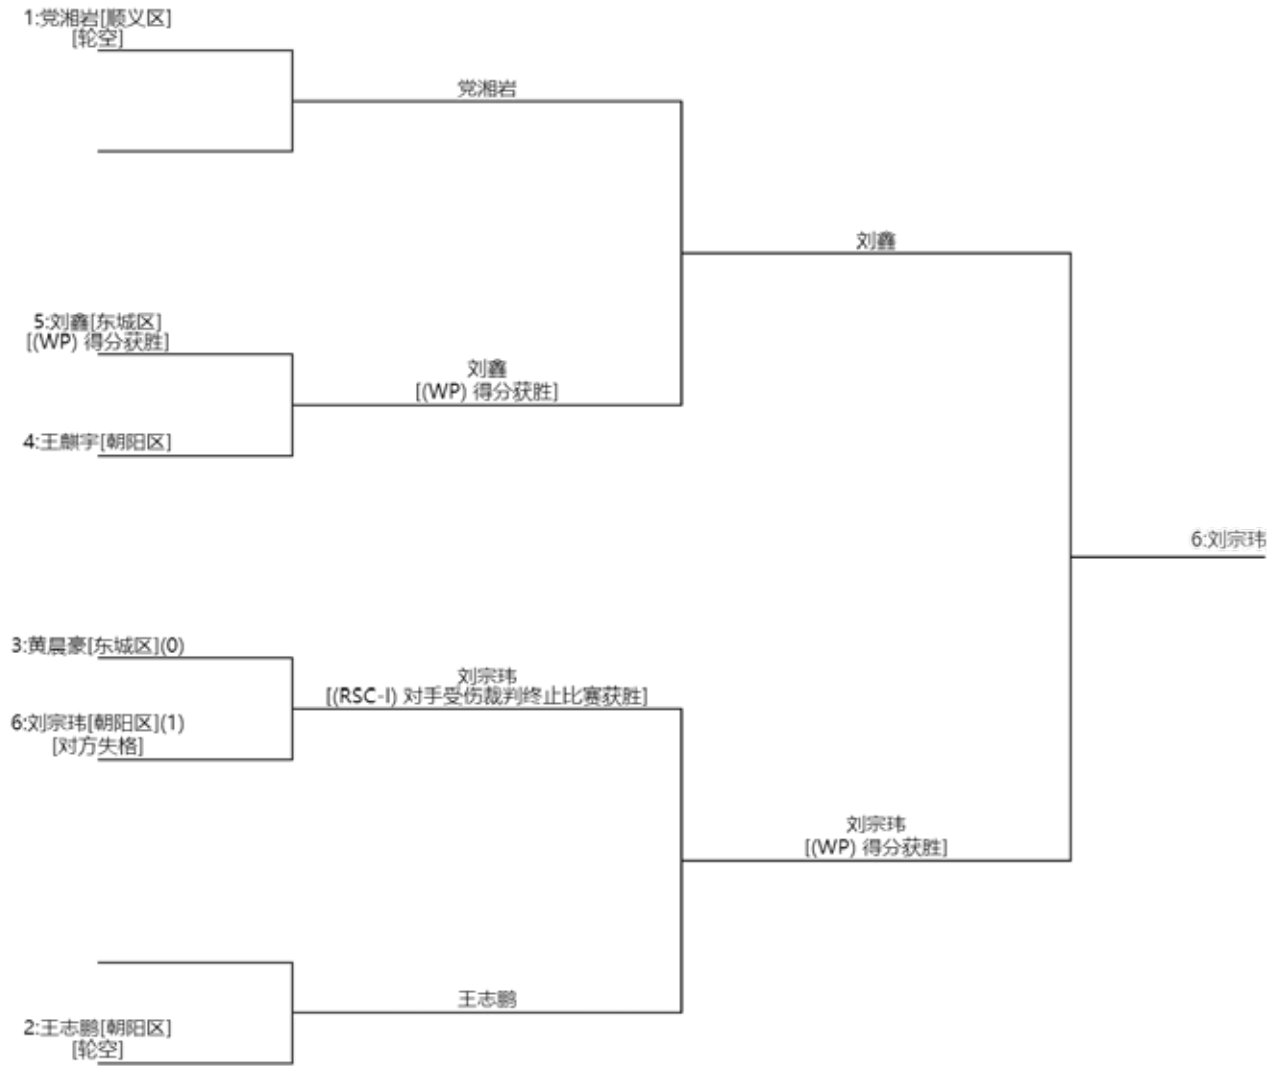 1:党湘岩[顺义区]
[轮空]
党湘岩
刘鑫
5:刘鑫[东城区]
[(WP) 得分获胜]
刘鑫
[(WP) 得分获胜]
4:王麒宇[朝阳区]
6:刘宗玮
3:黄晨豪[东城区](0)
刘宗玮
[(RSC-I) 对手受伤裁判终止比赛获胜]
6:刘宗玮[朝阳区](1)
[对方失格]
刘宗玮
[(WP) 得分获胜]
王志鹏
2:王志鹏[朝阳区]
[轮空]